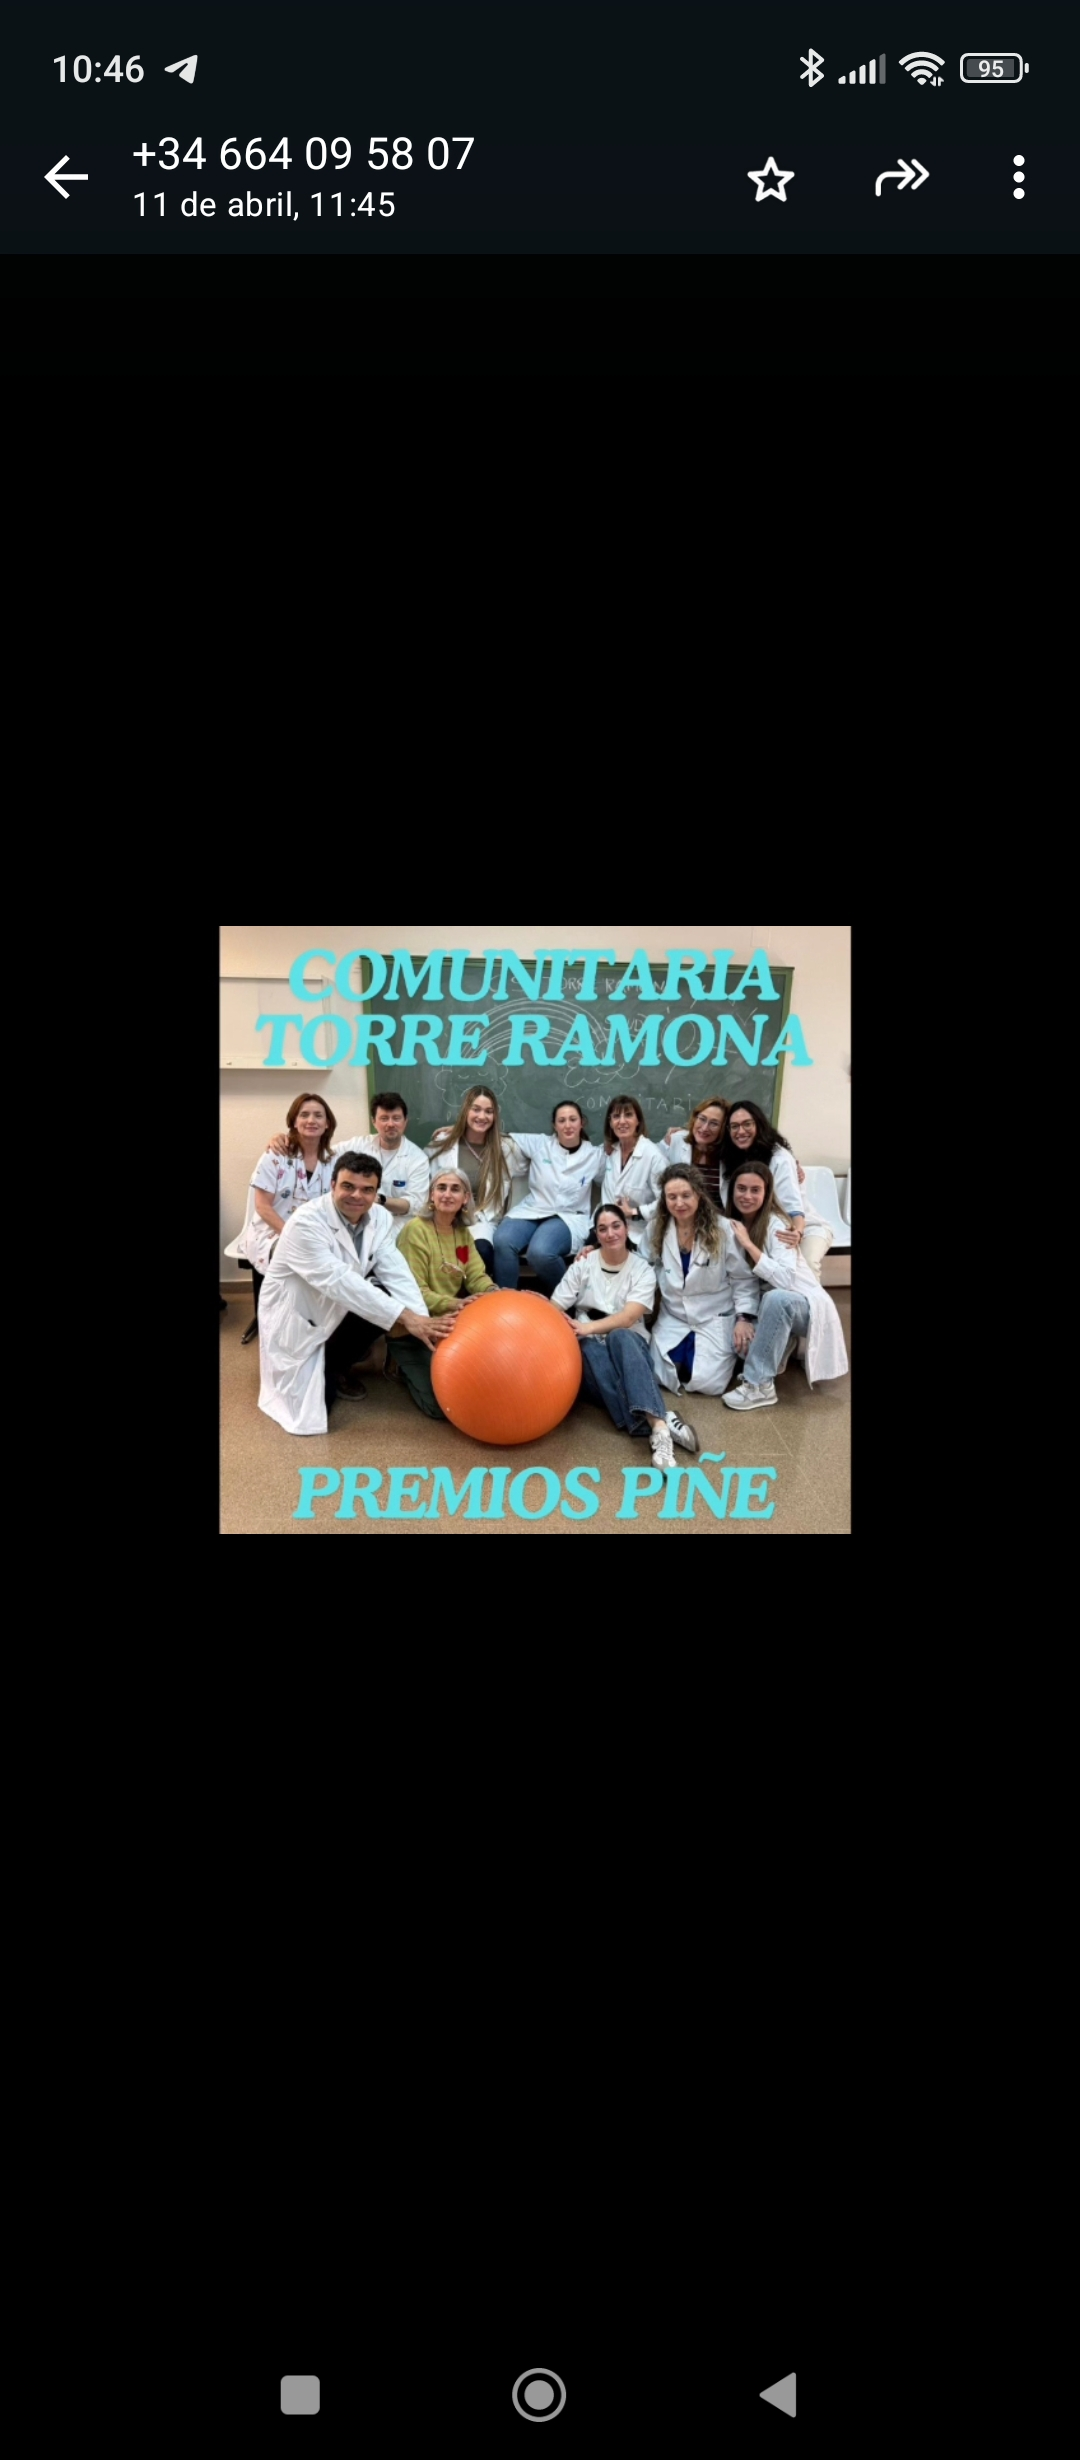 10:46
95
+34 664 09 58 07
11 de abril, 11:45
COMUNITARIA
TORRE RAMONA
PREMIOS PIÑE